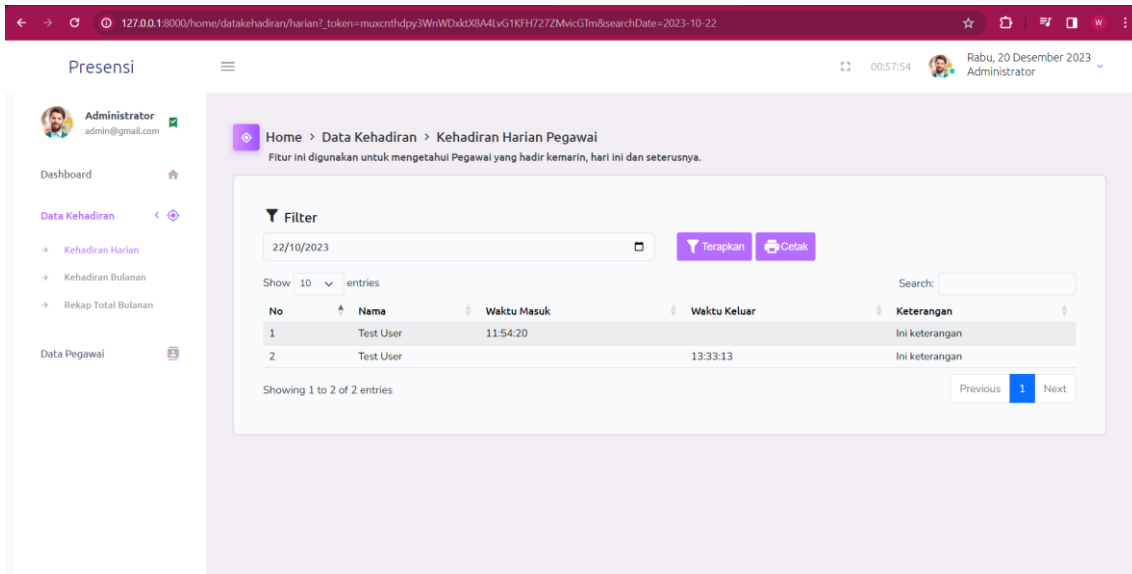 127.0.0.1:8000/home/datakehadiran/harian?_token=muxcnthdpy3WnWDxktX8A4LvG1KFH727ZMvicGTm&searchDate=2023-10-22
W
Presensi
00:57:54
Rabu, 20 Desember 2023
Administrator
Administrator
admin@gmail.com
Dashboard
Data Kehadiran
Kehadiran Harian
Kehadiran Bulanan
Rekap Total Bulanan
Data Pegawai
Home > Data Kehadiran > Kehadiran Harian Pegawai
Fitur ini digunakan untuk mengetahui Pegawai yang hadir kemarin, hari ini dan seterusnya.
Filter
22/10/2023 Terapkan Cetak
Show 10 entries Search:
No Nama Waktu Masuk Waktu Keluar Keterangan
1 Test User 11:54:20 Ini keterangan
2 Test User 13:33:13 Ini keterangan
Showing 1 to 2 of 2 entries
Previous 1 Next